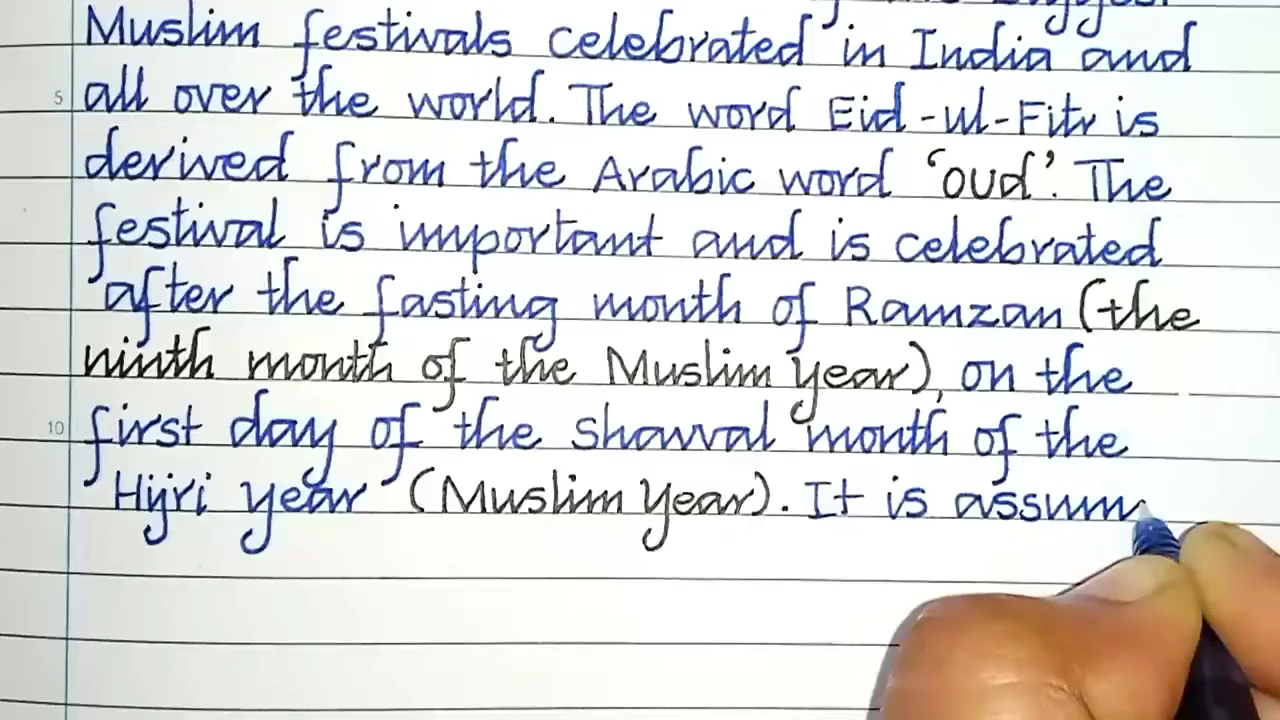 Muslim festivals celebrated in India and
5 all over the world. The word Eid-ul-Fitr is
derived from the Arabic word 'oud'. The
festival is important and is celebrated
after the fasting month of Ramzan (the
ninth month of the Muslim year), on the
10 first day of the shawal month of the
Hijri year (Muslim year). It is assum